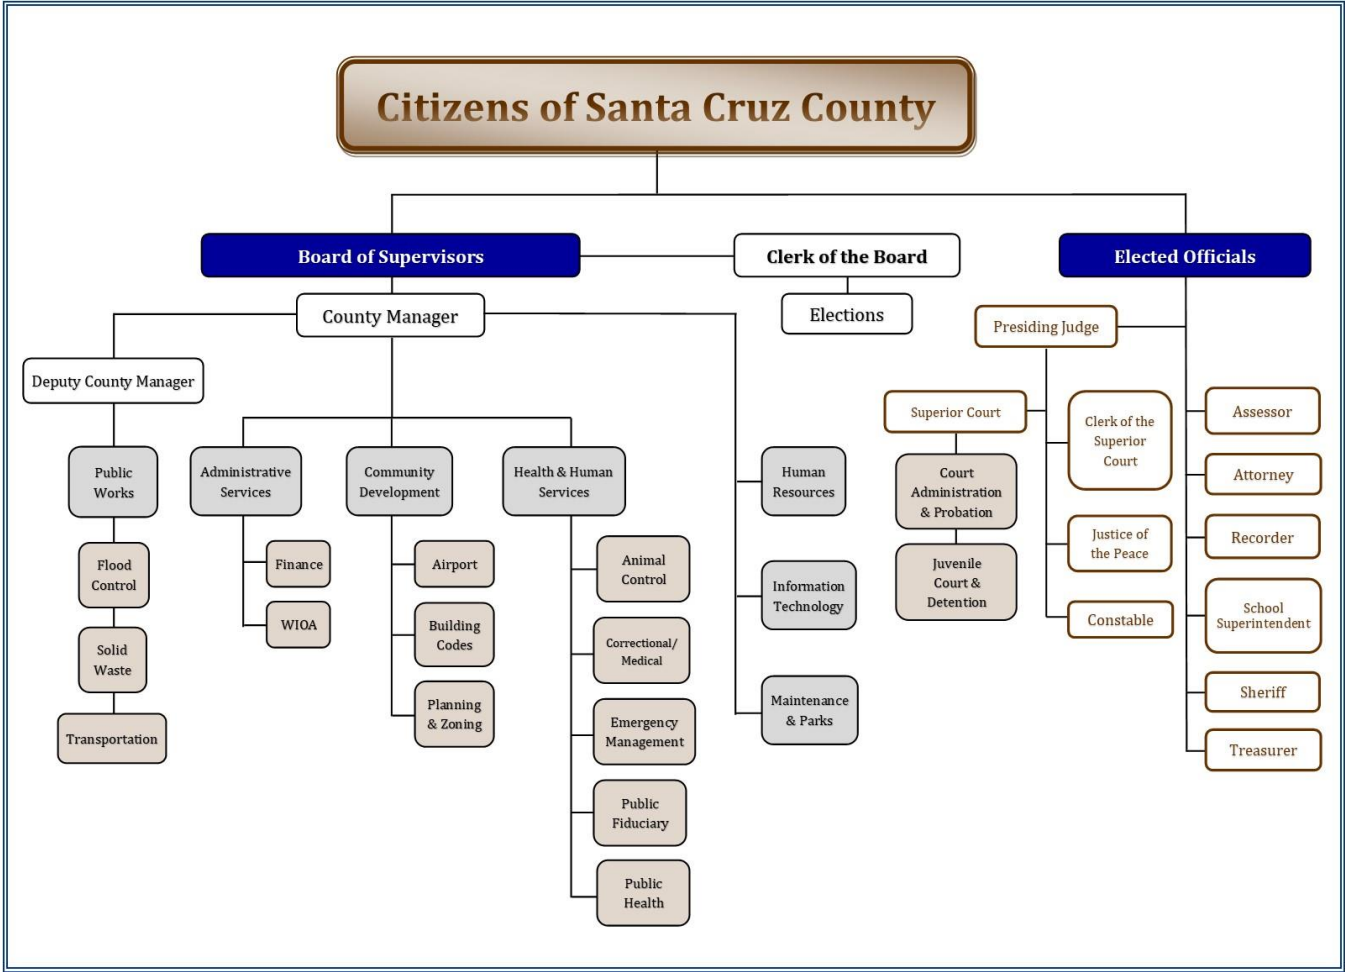 Citizens of Santa Cruz County
Board of Supervisors
Clerk of the Board
Elected Officials
County Manager
Elections
Presiding Judge
Deputy County Manager
Superior Court
Clerk of the
Superior
Court
Assessor
Public
Works
Administrative
Services
Community
Development
Health & Human
Services
Human
Resources
Court
Administration
& Probation
Attorney
Flood
Control
Finance
Airport
Animal
Control
Information
Technology
Juvenile
Court &
Detention
Justice of
the Peace
Recorder
Solid
Waste
WIOA
Building
Codes
Correctional/
Medical
Constable
School
Superintendent
Transportation
Planning
& Zoning
Emergency
Management
Maintenance
& Parks
Sheriff
Treasurer
Public
Fiduciary
Public
Health